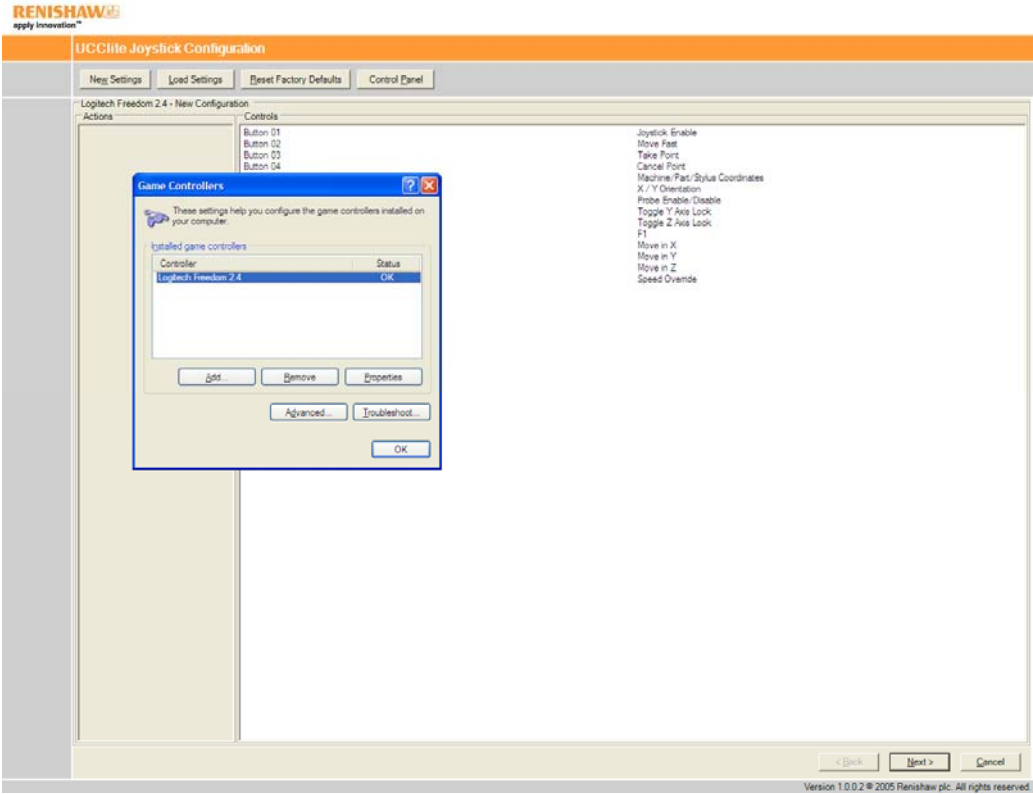 RENISHAW
apply innovation™
UCClite Joystick Configuration
New Settings
Load Settings
Reset Factory Defaults
Control Panel
Logitech Freedom 2.4 - New Configuration
Actions
Controls
Button 01 Joystick Enable
Button 02 Move Fast
Button 03 Take Point
Button 04 Cancel Point
Machine/Part/Stylus Coordinates
X / Y Orientation
Probe Enable/Disable
Toggle Y Axis Lock
Toggle Z Axis Lock
F1
Move in X
Move in Y
Move in Z
Speed Override
Game Controllers
These settings help you configure the game controllers installed on
your computer.
Installed game controllers
Controller Status
Logitech Freedom 2.4 OK
Add...
Remove
Properties
Advanced...
Troubleshoot...
OK
< Back
Next >
Cancel
Version 1.0.0.2 © 2005 Renishaw plc. All rights reserved.